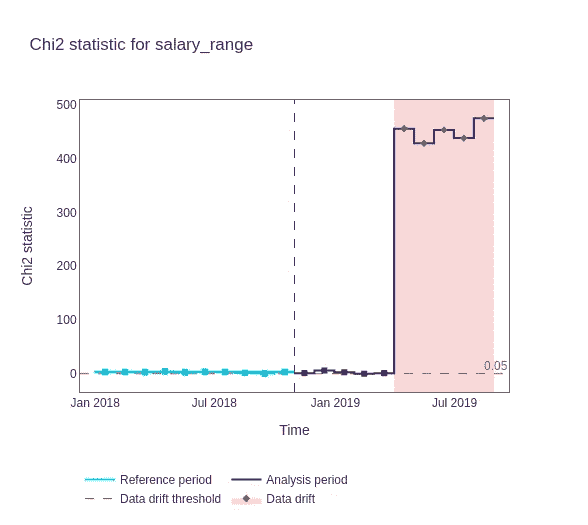 Chi2 statistic for salary_range
500
400
300
200
100
0
Chi2 statistic
0.05
Jan 2018
Jul 2018
Jan 2019
Jul 2019
Time
Reference period
Analysis period
Data drift threshold
Data drift